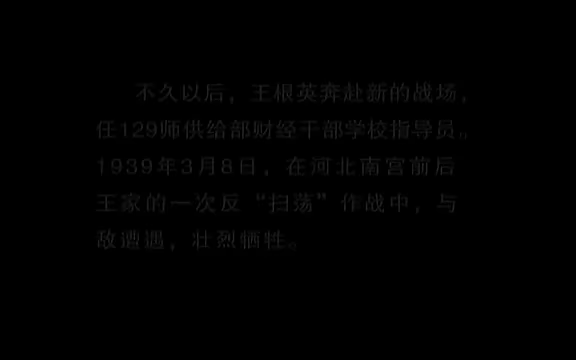 不久以后，王根英奔赴新的战场，
任129师供给部财经干部学校指导员。
1939年3月8日，在河北南宫前后
王家的一次反“扫荡”作战中，与
敌遭遇，壮烈牺牲。